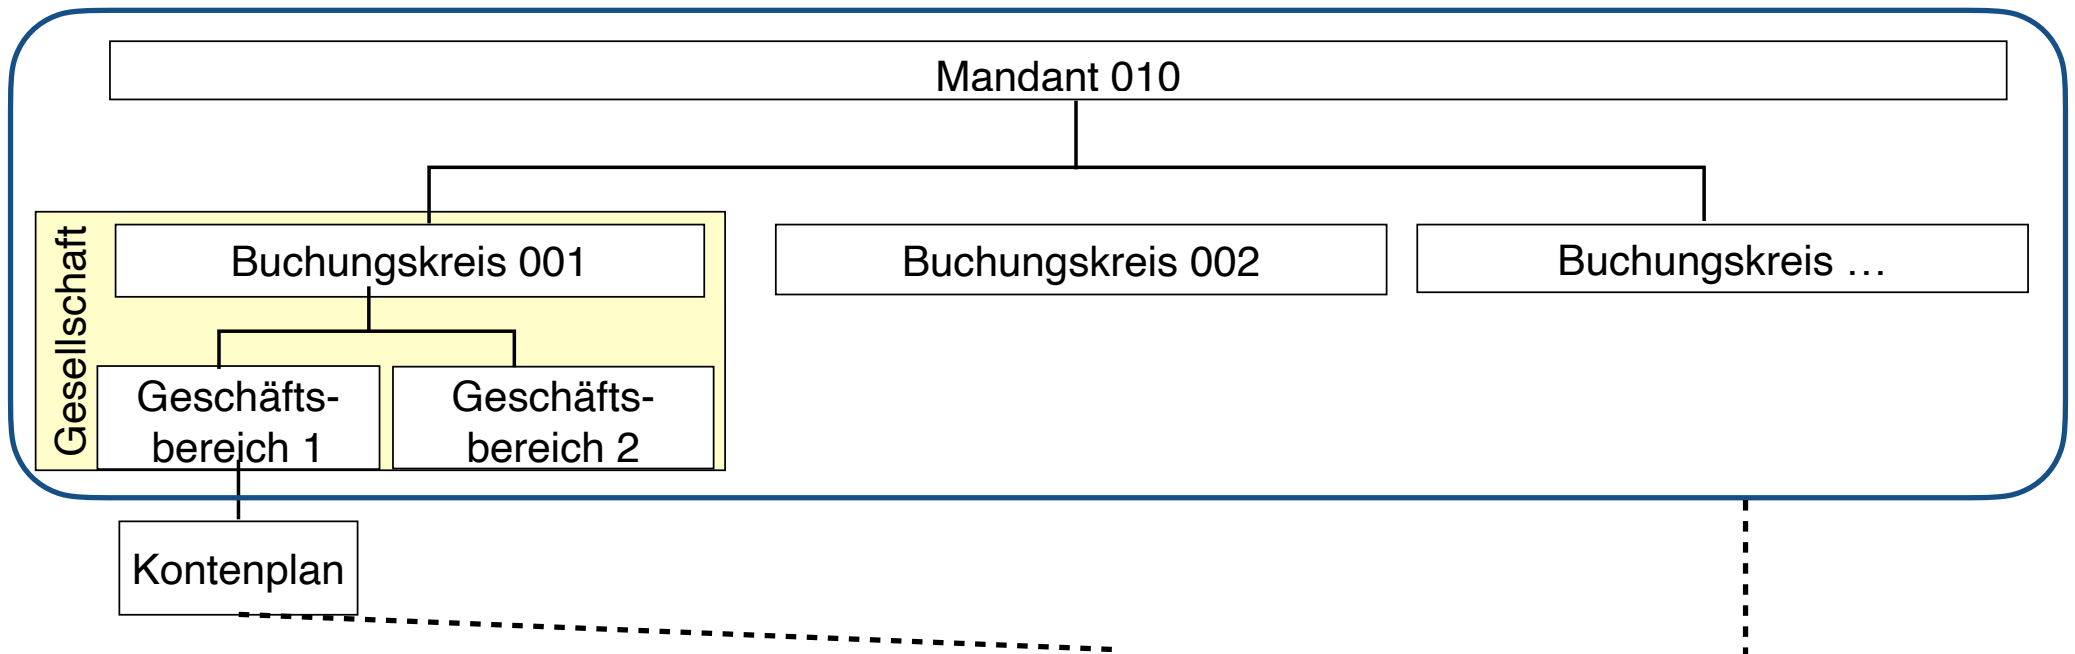 Mandant 010
Gesellschaft
Buchungskreis 001
Buchungskreis 002
Buchungskreis …
Geschäfts-
bereich 1
Geschäfts-
bereich 2
Kontenplan